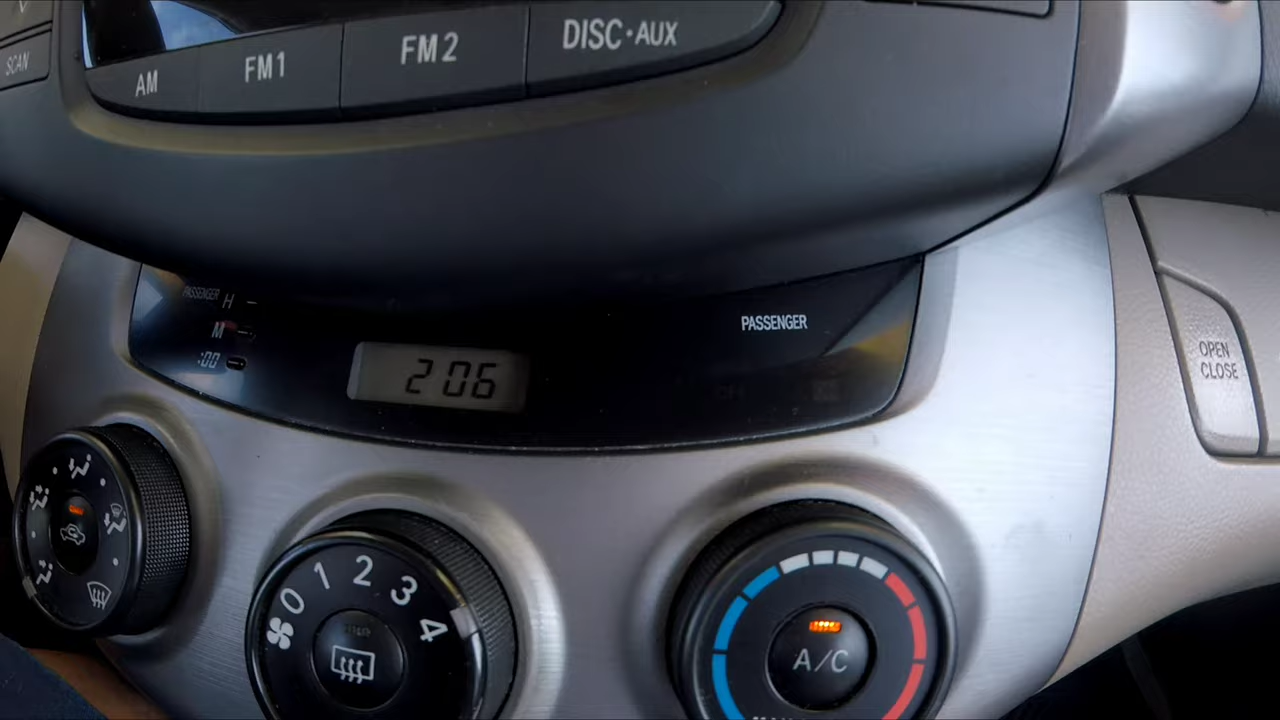 SCAN
AM
FM1
FM2
DISC·AUX
PASSENGER
H
M
:00
2 06
PASSENGER
OPEN
CLOSE
0
1
2
3
4
A/C